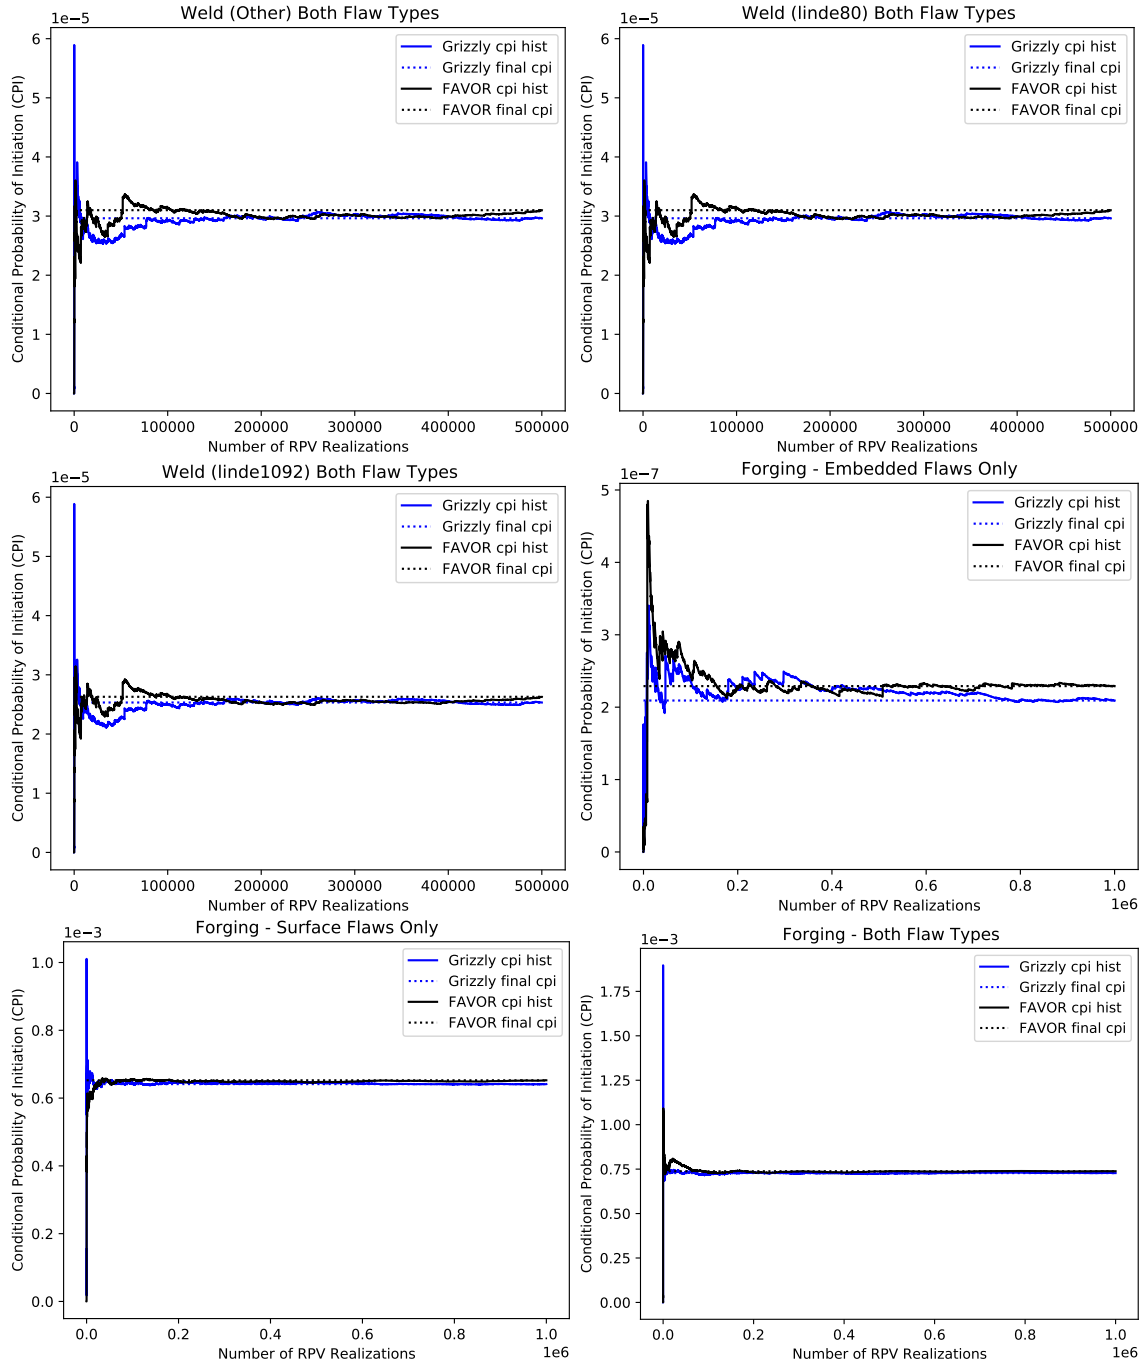 Weld (Other) Both Flaw Types
1e−5
Conditional Probability of Initiation (CPI)
6
5
4
3
2
1
0
Grizzly cpi hist
Grizzly final cpi
FAVOR cpi hist
FAVOR final cpi
0 100000 200000 300000 400000 500000
Number of RPV Realizations
Weld (linde80) Both Flaw Types
1e−5
Conditional Probability of Initiation (CPI)
6
5
4
3
2
1
0
Grizzly cpi hist
Grizzly final cpi
FAVOR cpi hist
FAVOR final cpi
0 100000 200000 300000 400000 500000
Number of RPV Realizations
Weld (linde1092) Both Flaw Types
1e−5
Conditional Probability of Initiation (CPI)
6
5
4
3
2
1
0
Grizzly cpi hist
Grizzly final cpi
FAVOR cpi hist
FAVOR final cpi
0 100000 200000 300000 400000 500000
Number of RPV Realizations
Forging - Embedded Flaws Only
1e−7
Conditional Probability of Initiation (CPI)
5
4
3
2
1
0
Grizzly cpi hist
Grizzly final cpi
FAVOR cpi hist
FAVOR final cpi
0.0 0.2 0.4 0.6 0.8 1.0
Number of RPV Realizations
1e6
Forging - Surface Flaws Only
1e−3
Conditional Probability of Initiation (CPI)
1.0
0.8
0.6
0.4
0.2
0.0
Grizzly cpi hist
Grizzly final cpi
FAVOR cpi hist
FAVOR final cpi
0.0 0.2 0.4 0.6 0.8 1.0
Number of RPV Realizations
1e6
Forging - Both Flaw Types
1e−3
Conditional Probability of Initiation (CPI)
1.75
1.50
1.25
1.00
0.75
0.50
0.25
0.00
Grizzly cpi hist
Grizzly final cpi
FAVOR cpi hist
FAVOR final cpi
0.0 0.2 0.4 0.6 0.8 1.0
Number of RPV Realizations
1e6